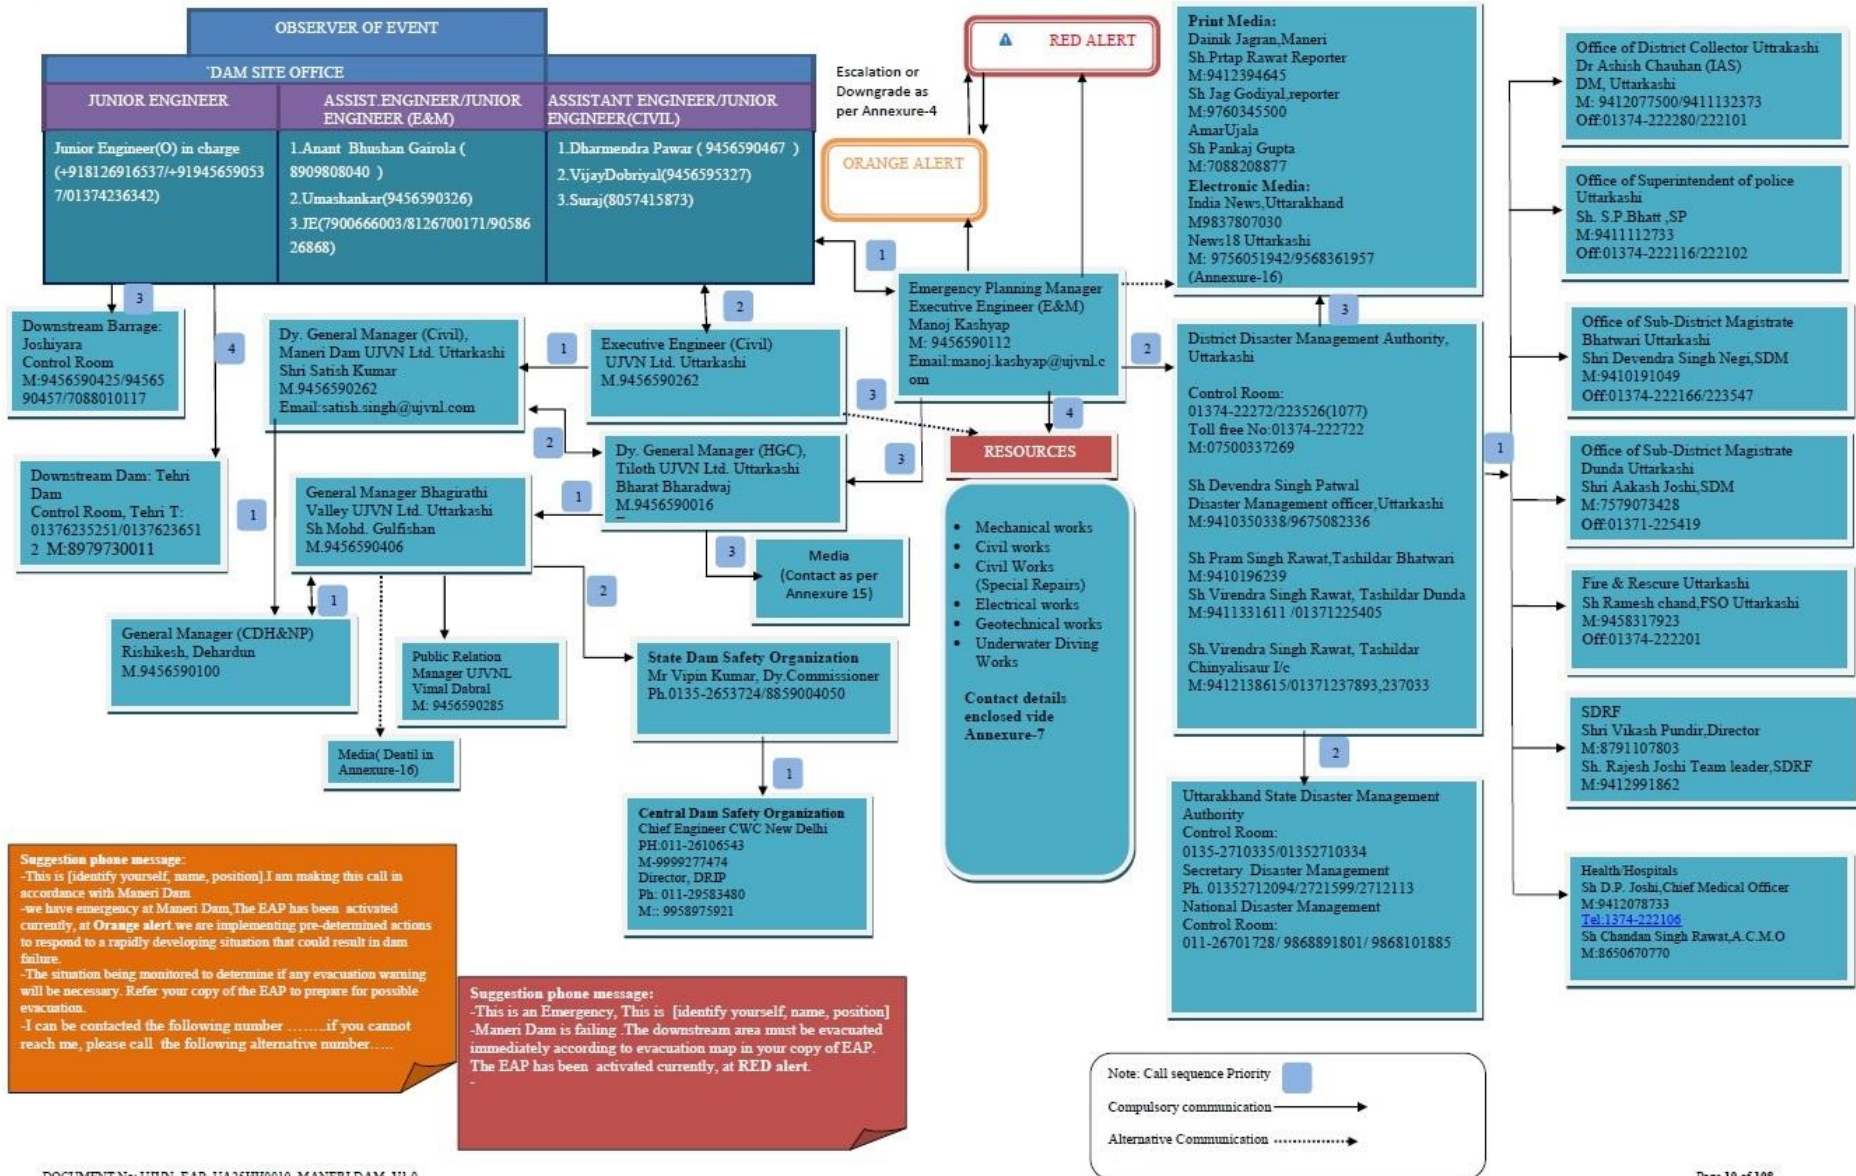 OBSERVER OF EVENT
`DAM SITE OFFICE
JUNIOR ENGINEER
ASSIST.ENGINEER/JUNIOR
ENGINEER (E&M)
ASSISTANT ENGINEER/JUNIOR
ENGINEER(CIVIL)
Junior Engineer(O) in charge
(+918126916537/+9194565905​3
7/01374236342)
1.Anant Bhushan Gairola (
8909808040 )
2.Umashankar(9456590326)
3.JE(7900666003/8126700171/90586
26868)
1.Dharmendra Pawar ( 9456590467 )
2.VijayDobriyal(9456595327)
3.Suraj(8057415873)
Escalation or
Downgrade as
per Annexure-4
RED ALERT
ORANGE ALERT
1
2
3
4
Downstream Barrage:
Joshiyara
Control Room
M:9456590425/94565
90457/7088010117
Downstream Dam: Tehri
Dam
Control Room, Tehri T:
01376235251/0137623651
2 M:8979730011
Dy. General Manager (Civil),
Maneri Dam UJVN Ltd. Uttarkashi
Shri Satish Kumar
M.9456590262
Email:satish.singh@ujvnl.com
1
Executive Engineer (Civil)
UJVN Ltd. Uttarkashi
M.9456590262
3
Emergency Planning Manager
Executive Engineer (E&M)
Manoj Kashyap
M: 9456590112
Email:manoj.kashyap@ujvnl.c
om
2
3
4
2
Dy. General Manager (HGC),
Tiloth UJVN Ltd. Uttarkashi
Bharat Bharadwaj
M.9456590016
1
1
General Manager Bhagirathi
Valley UJVN Ltd. Uttarkashi
Sh Mohd. Gulfishan
M.9456590406
3
Media
(Contact as per
Annexure 15)
1
2
General Manager (CDH&NP)
Rishikesh, Dehardun
M.9456590100
Public Relation
Manager UJVNL
Vimal Dabral
M: 9456590285
Media( Deatil in
Annexure-16)
State Dam Safety Organization
Mr Vipin Kumar, Dy.Commissioner
Ph.0135-2653724/8859004050
1
Central Dam Safety Organization
Chief Engineer CWC New Delhi
PH:011-26106543
M-9999277474
Director, DRIP
Ph: 011-29583480
M:: 9958975921
RESOURCES
• Mechanical works
• Civil works
• Civil Works
(Special Repairs)
• Electrical works
• Geotechnical works
• Underwater Diving
Works
Contact details
enclosed vide
Annexure-7
Print Media:
Dainik Jagran,Maneri
Sh.Prtap Rawat Reporter
M:9412394645
Sh Jag Godiyal,reporter
M:9760345500
AmarUjala
Sh Pankaj Gupta
M:7088208877
Electronic Media:
India News,Uttarakhand
M9837807030
News18 Uttarkashi
M: 9756051942/9568361957
(Annexure-16)
3
District Disaster Management Authority,
Uttarkashi
Control Room:
01374-22272/223526(1077)
Toll free No:01374-222722
M:07500337269
Sh Devendra Singh Patwal
Disaster Management officer,Uttarkashi
M:9410350338/9675082336
Sh Pram Singh Rawat,Tashildar Bhatwari
M:9410196239
Sh Virendra Singh Rawat, Tashildar Dunda
M:9411331611 /01371225405
Sh.Virendra Singh Rawat, Tashildar
Chinyalisaur I/c
M:9412138615/01371237893,237033
1
2
Uttarakhand State Disaster Management
Authority
Control Room:
0135-2710335/01352710334
Secretary Disaster Management
Ph. 01352712094/2721599/2712113
National Disaster Management
Control Room:
011-26701728/ 9868891801/ 9868101885
Office of District Collector Uttrakashi
Dr Ashish Chauhan (IAS)
DM, Uttarkashi
M: 9412077500/9411132373
Off:01374-222280/222101
Office of Superintendent of police
Uttarkashi
Sh. S.P.Bhatt ,SP
M:9411112733
Off:01374-222116/222102
Office of Sub-District Magistrate
Bhatwari Uttarkashi
Shri Devendra Singh Negi,SDM
M:9410191049
Off:01374-222166/223547
Office of Sub-District Magistrate
Dunda Uttarkashi
Shri Aakash Joshi,SDM
M:7579073428
Off:01371-225419
Fire & Rescure Uttarkashi
Sh Ramesh chand,FSO Uttarkashi
M:9458317923
Off:01374-222201
SDRF
Shri Vikash Pundir,Director
M:8791107803
Sh. Rajesh Joshi Team leader,SDRF
M:9412991862
Health/Hospitals
Sh D.P. Joshi,Chief Medical Officer
M:9412078733
Tel:1374-222106
Sh Chandan Singh Rawat,A.C.M.O
M:8650670770
Suggestion phone message:
-This is [identify yourself, name, position].I am making this call in
accordance with Maneri Dam
-we have emergency at Maneri Dam,The EAP has been activated
currently, at Orange alert.we are implementing pre-determined actions
to respond to a rapidly developing situation that could result in dam
failure.
-The situation being monitored to determine if any evacuation warning
will be necessary. Refer your copy of the EAP to prepare for possible
evacuation.
-I can be contacted the following number ........if you cannot
reach me, please call the following alternative number.....
Suggestion phone message:
-This is an Emergency, This is [identify yourself, name, position]
-Maneri Dam is failing .The downstream area must be evacuated
immediately according to evacuation map in your copy of EAP.
The EAP has been activated currently, at RED alert.
-
Note: Call sequence Priority
Compulsory communication
Alternative Communication
Page 10 of 108